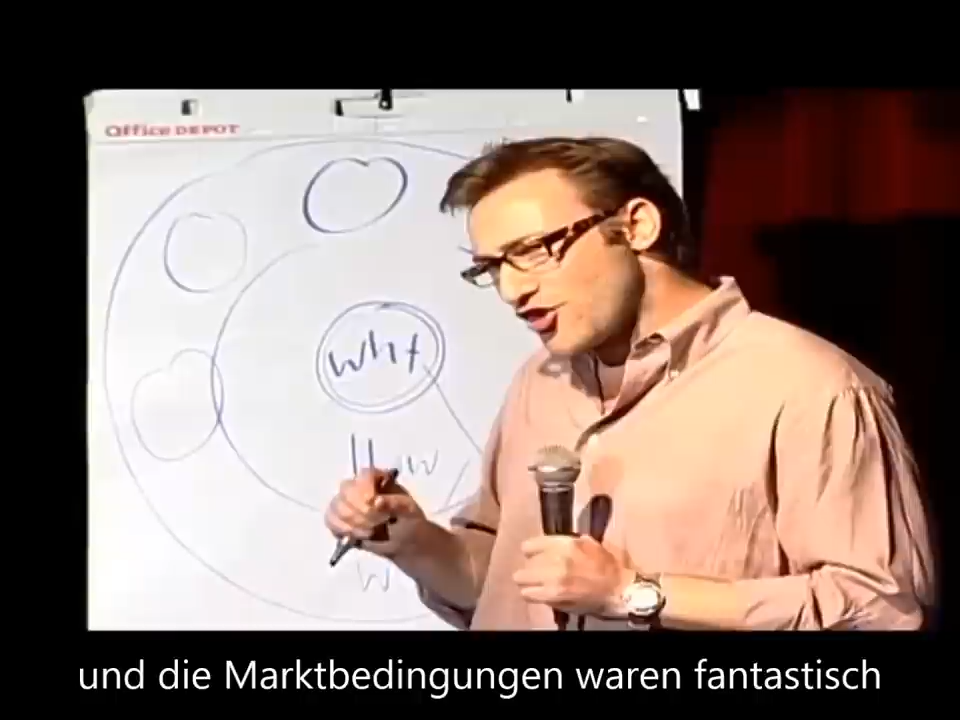 Office DEPOT
why
How
W
und die Marktbedingungen waren fantastisch